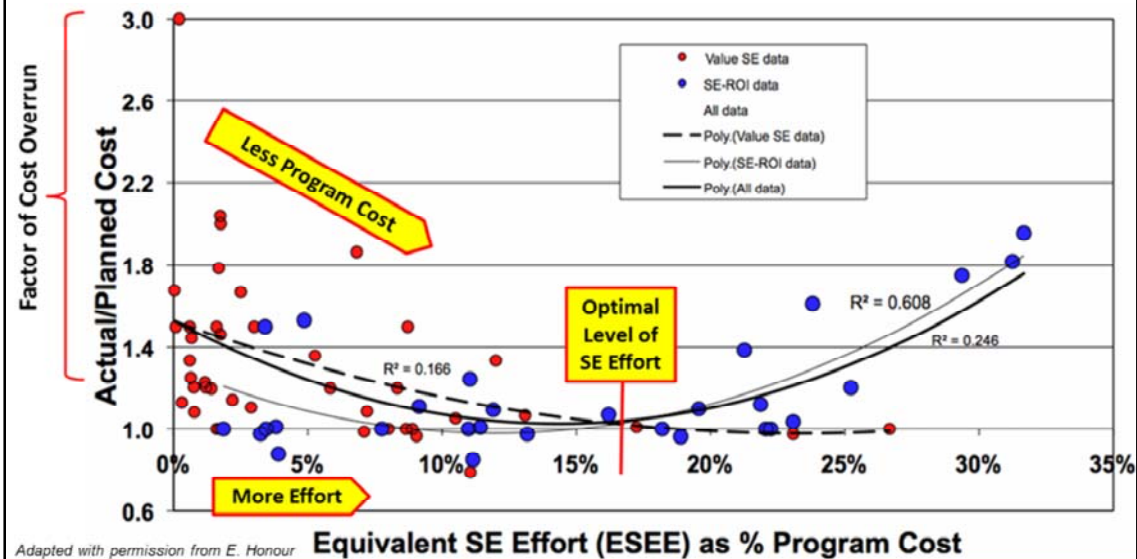 Factor of Cost Overrun
Actual/Planned Cost
3.0
2.6
2.2
1.8
1.4
1.0
0.6
Less Program Cost
Value SE data
SE-ROI data
All data
Poly.(Value SE data)
Poly.(SE-ROI data)
Poly.(All data)
Optimal
Level of
SE Effort
R² = 0.608
R² = 0.246
R² = 0.166
0% 5% 10% 15% 20% 25% 30% 35%
More Effort
Adapted with permission from E. Honour
Equivalent SE Effort (ESEE) as % Program Cost